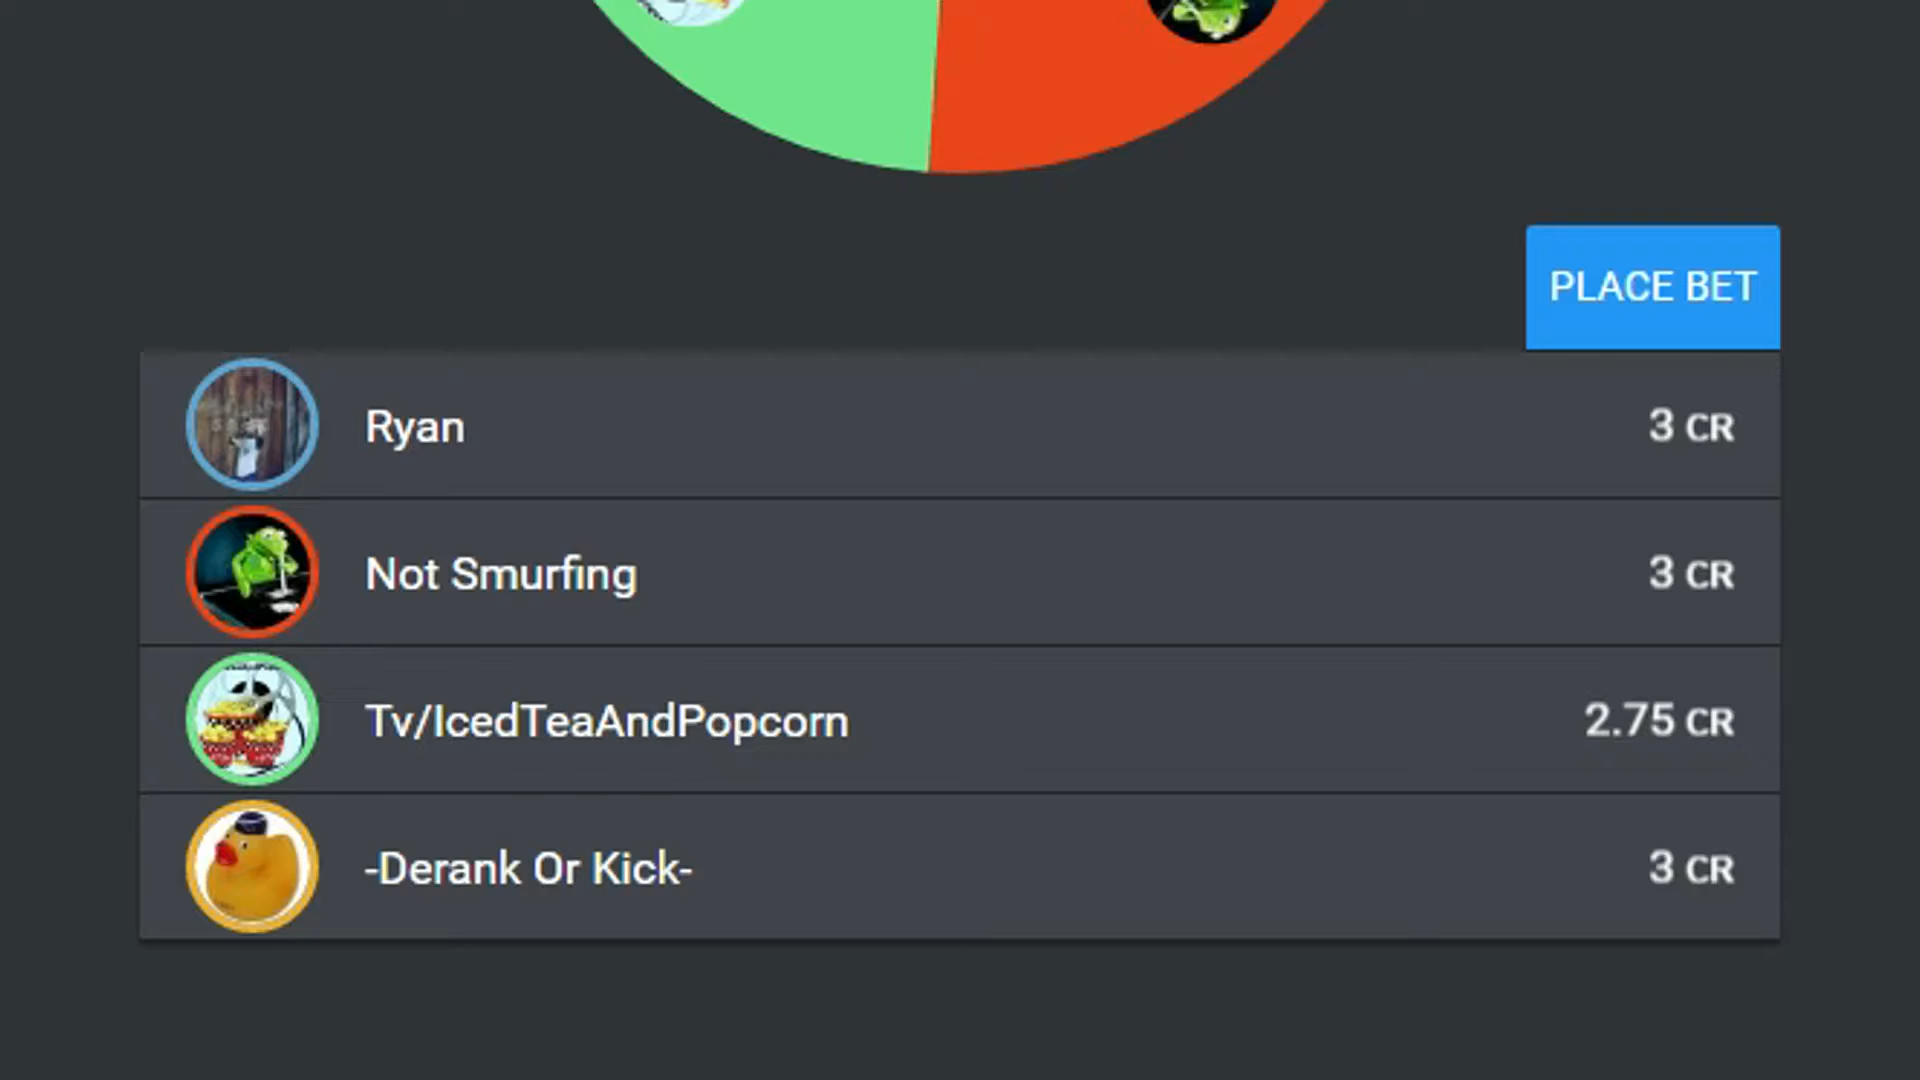 PLACE BET
Ryan 3 CR
Not Smurfing 3 CR
Tv/IcedTeaAndPopcorn 2.75 CR
-Derank Or Kick- 3 CR